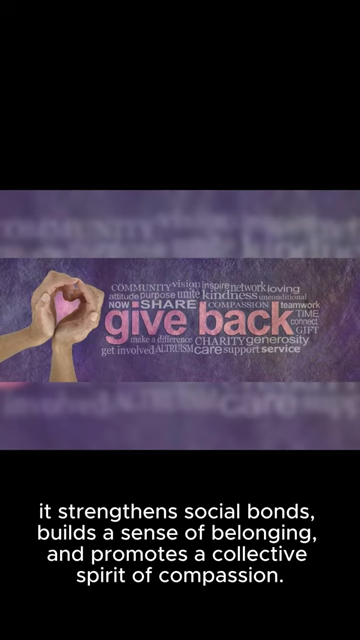 COMMUNITY vision inspire network loving
attitude purpose unite kindness unconditional
NOW SHARE COMPASSION teamwork
give back TIME
connect
GIFT
make a difference CHARITY generosity
get involved ALTRUISM care support service
it strengthens social bonds,
builds a sense of belonging,
and promotes a collective
spirit of compassion.